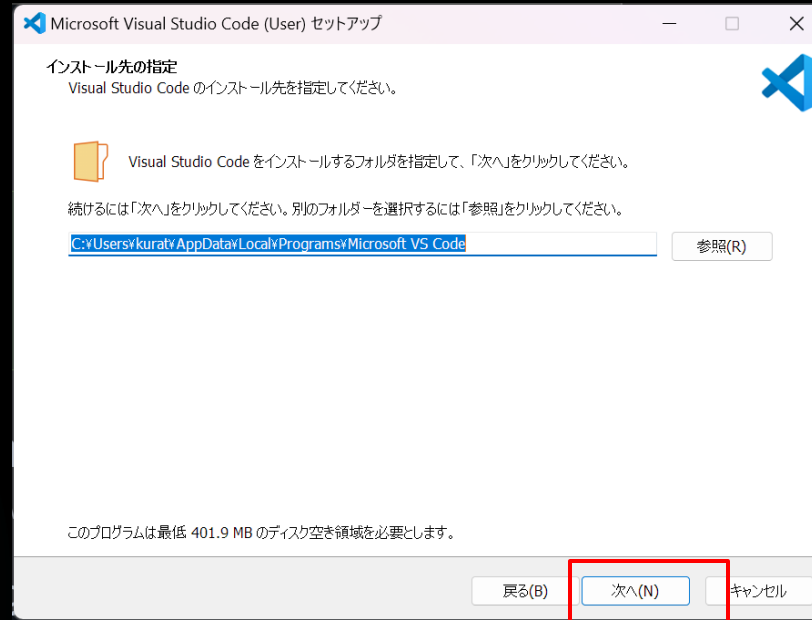 Microsoft Visual Studio Code (User) セットアップ
インストール先の指定
Visual Studio Code のインストール先を指定してください。
Visual Studio Code をインストールするフォルダを指定して、「次へ」をクリックしてください。
続けるには「次へ」をクリックしてください。別のフォルダーを選択するには「参照」をクリックしてください。
C:¥Users¥kurat¥AppData¥Local¥Programs¥Microsoft VS Code
参照(R)
このプログラムは最低 401.9 MB のディスク空き領域を必要とします。
戻る(B)
次へ(N)
キャンセル